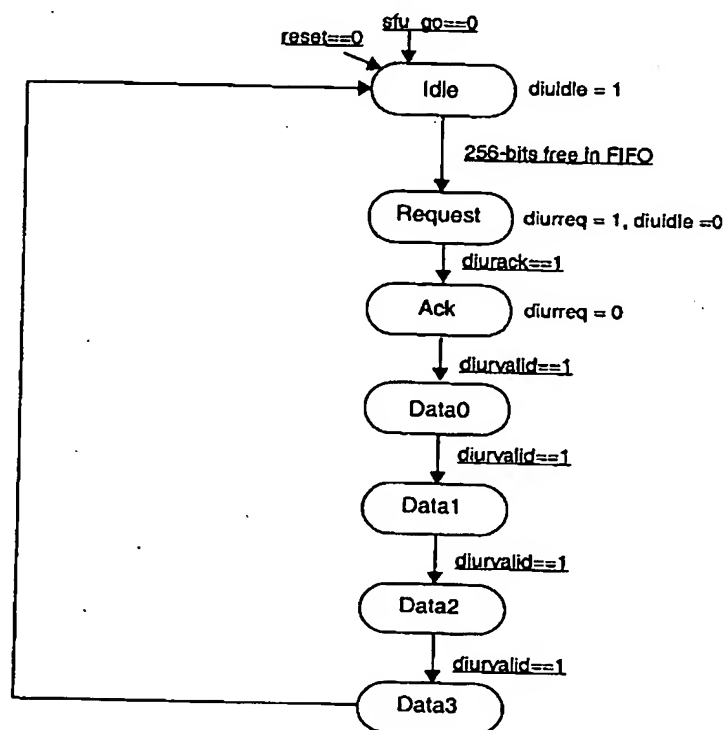 sfu_go==0
reset==0
Idle
diuidle = 1
256-bits free in FIFO
Request
diurreq = 1, diuidle =0
diurack==1
Ack
diurreq = 0
diurvalid==1
Data0
diurvalid==1
Data1
diurvalid==1
Data2
diurvalid==1
Data3